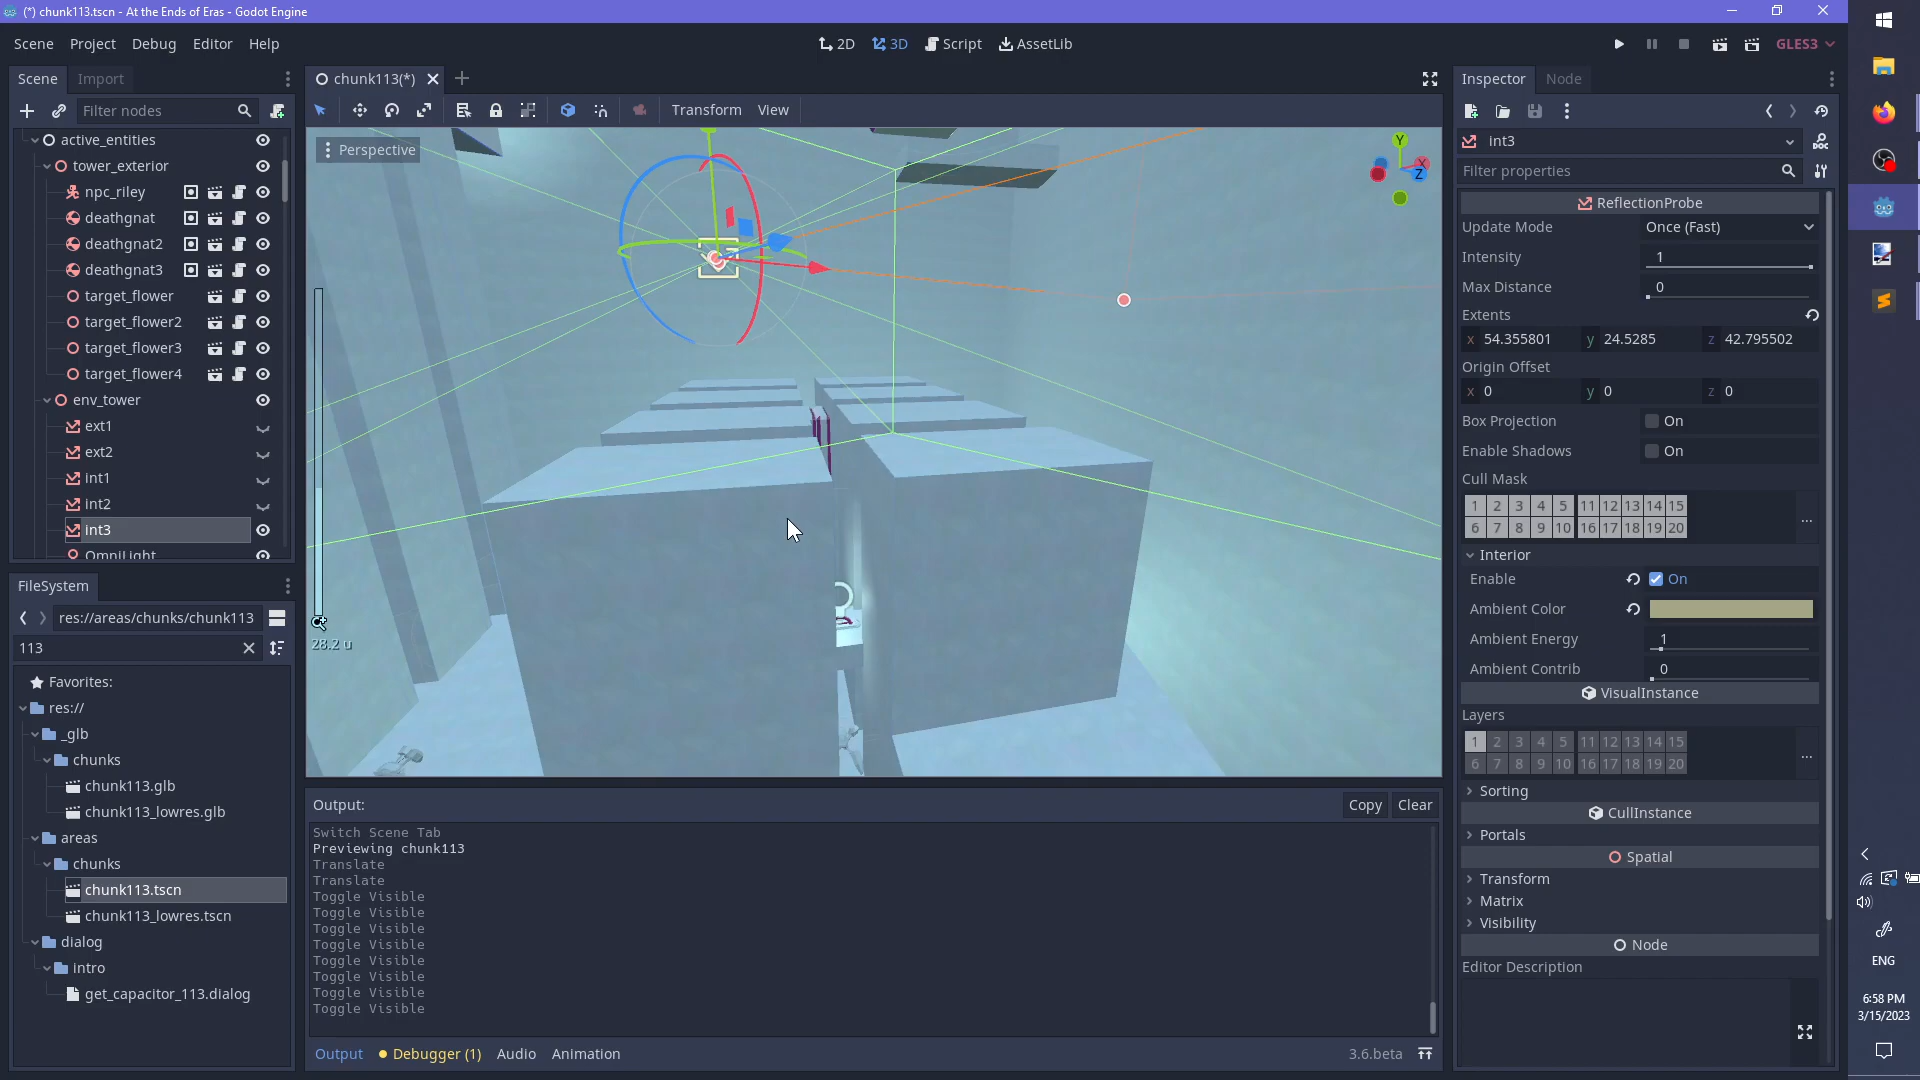 (*) chunk113.tscn - At the Ends of Eras - Godot Engine
Scene Project Debug Editor Help
2D 3D Script AssetLib
GLES3
Scene Import
Filter nodes
active_entities
tower_exterior
npc_riley
deathgnat
deathgnat2
deathgnat3
target_flower
target_flower2
target_flower3
target_flower4
env_tower
ext1
ext2
int1
int2
int3
OmniLight
FileSystem
res://areas/chunks/chunk113
113
Favorites:
res://
_glb
chunks
chunk113.glb
chunk113_lowres.glb
areas
chunks
chunk113.tscn
chunk113_lowres.tscn
dialog
intro
get_capacitor_113.dialog
chunk113(*)
Transform View
Perspective
Y
X
Z
28.2 u
Output:
Copy Clear
Switch Scene Tab
Previewing chunk113
Translate
Translate
Toggle Visible
Toggle Visible
Toggle Visible
Toggle Visible
Toggle Visible
Toggle Visible
Toggle Visible
Toggle Visible
Output Debugger (1) Audio Animation
3.6.beta
Inspector Node
int3
DOC
Filter properties
ReflectionProbe
Update Mode Once (Fast)
Intensity 1
Max Distance 0
Extents
x 54.355801 y 24.5285 z 42.795502
Origin Offset
x 0 y 0 z 0
Box Projection On
Enable Shadows On
Cull Mask
1 2 3 4 5 11 12 13 14 15
6 7 8 9 10 16 17 18 19 20
...
Interior
Enable On
Ambient Color
Ambient Energy 1
Ambient Contrib 0
VisualInstance
Layers
1 2 3 4 5 11 12 13 14 15
6 7 8 9 10 16 17 18 19 20
...
Sorting
CullInstance
Portals
Spatial
Transform
Matrix
Visibility
Node
Editor Description
ENG
6:58 PM
3/15/2023